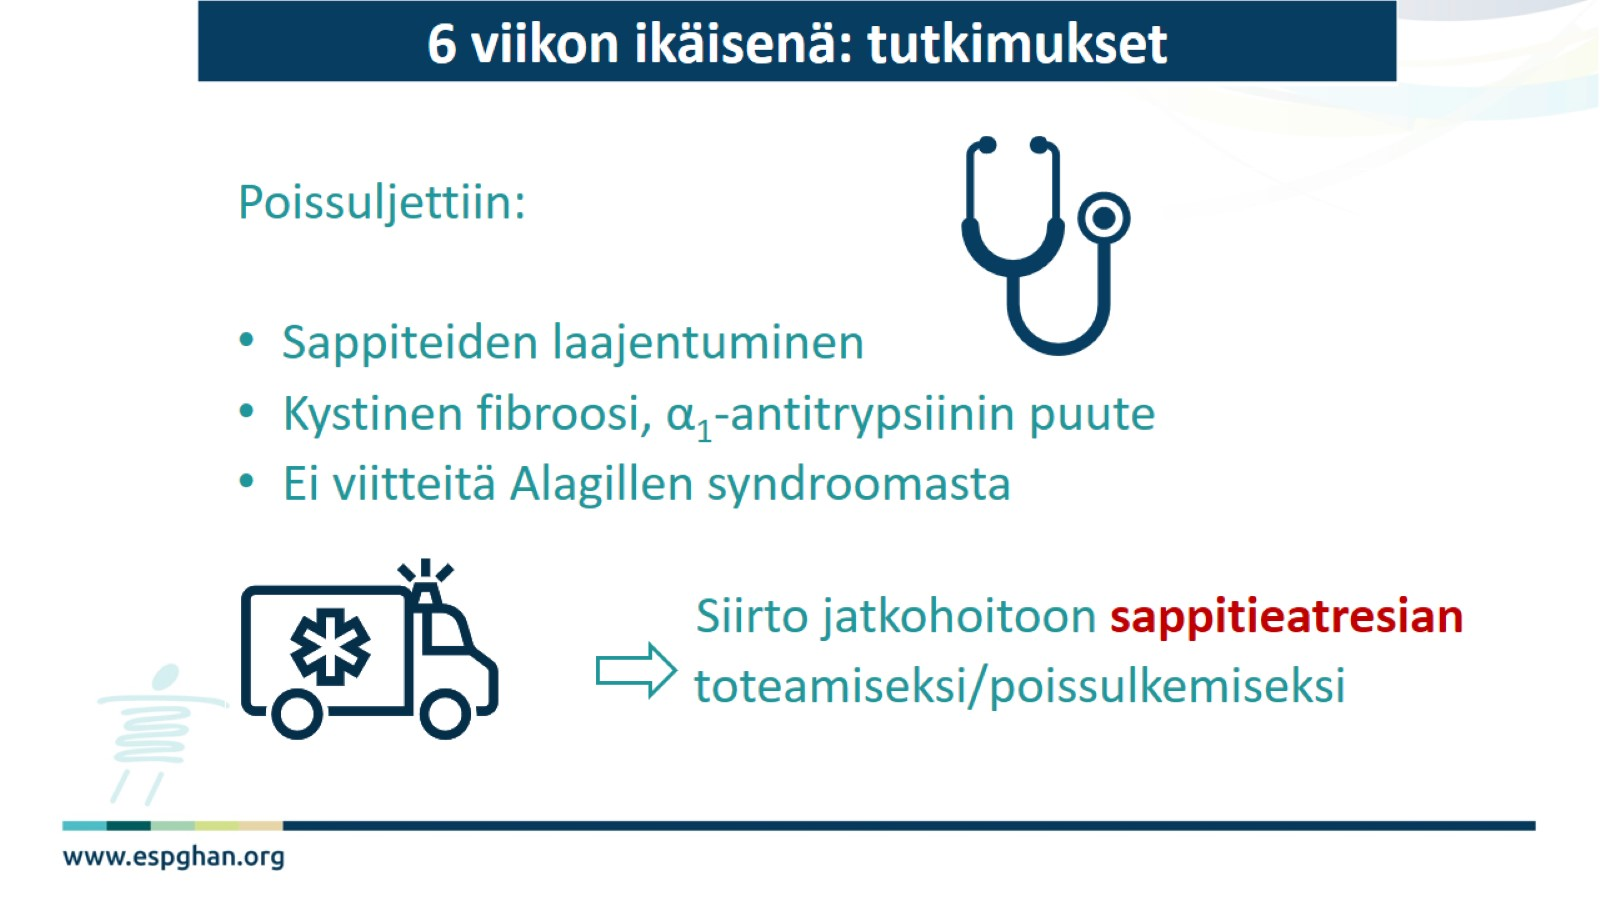 6 viikon ikäisenä: tutkimukset
Poissuljettiin:
• Sappiteiden laajentuminen
• Kystinen fibroosi, α₁-antitrypsiinin puute
• Ei viitteitä Alagillen syndroomasta
Siirto jatkohoitoon sappitieatresian
toteamiseksi/poissulkemiseksi
www.espghan.org